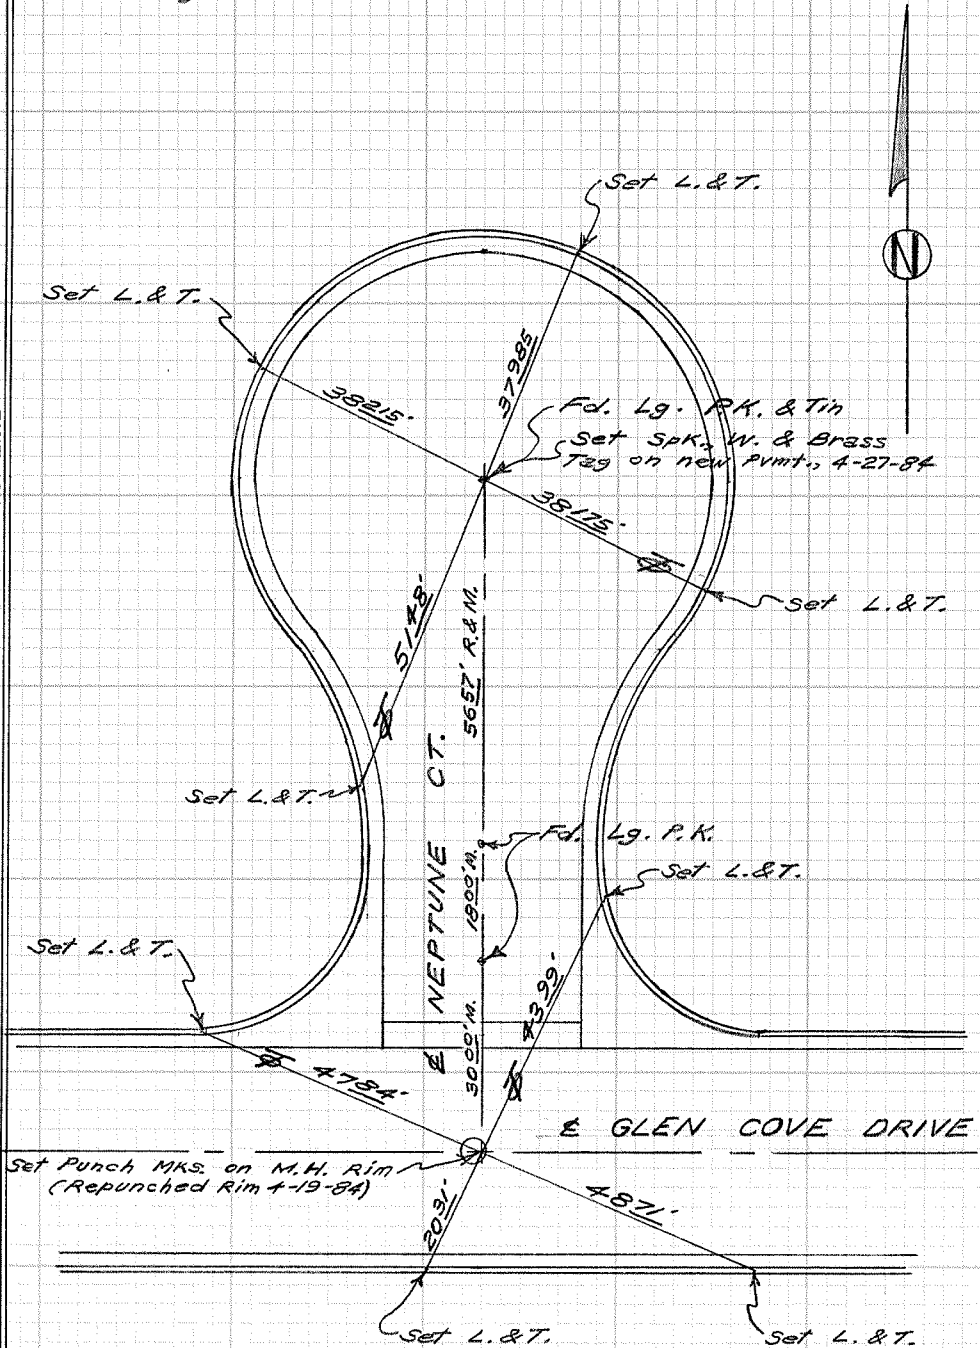 Set L.&T.
N
Set L.&T.
37985
38215-
Fd. Lg. P.K. & Tin
Set Spk., W. & Brass
Tag on new Pvmt., 4-27-84
38175-
Set L.&T.
5148-
5657' R.& M.
Set L.&T.
℄ NEPTUNE CT.
Fd. Lg. P.K.
1800' M.
Set L.&T.
Set L.&T.
4399-
3000' M.
4784-
℄ GLEN COVE DRIVE
Set Punch Mks. on M.H. Rim
(Repunched Rim 4-19-84)
4871-
2031-
Set L.&T.
Set L.&T.